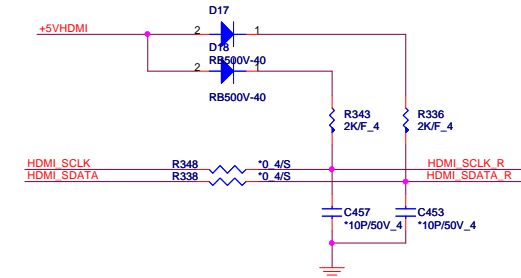 D17
+5VHDMI
2 1
D18
RB500V-40
2 1
RB500V-40
R343
2K/F_4
R336
2K/F_4
HDMI_SCLK R348 *0_4/S HDMI_SCLK_R
HDMI_SDATA R338 *0_4/S HDMI_SDATA_R
C457
*10P/50V_4
C453
*10P/50V_4